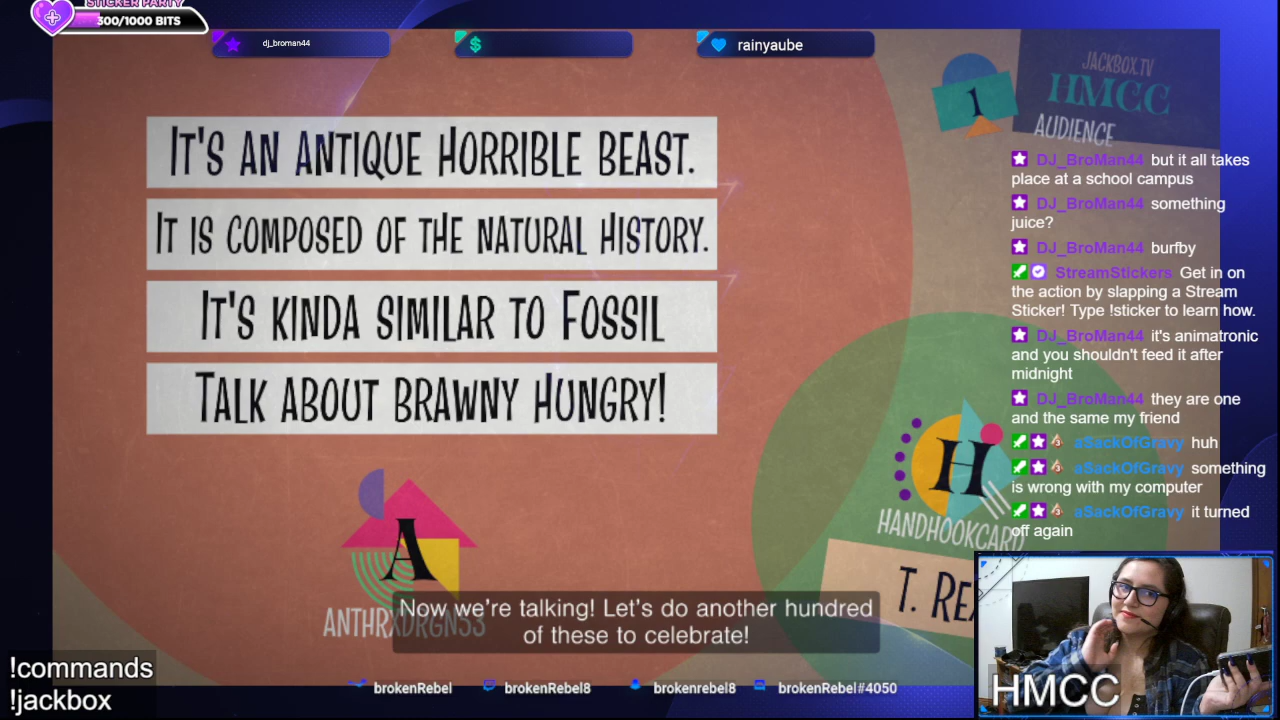 STICKER PARTY
300/1000 BITS
dj_broman44
$
rainyaube
JACKBOX.TV
HMCC
AUDIENCE
1
IT'S AN ANTIQUE HORRIBLE BEAST.
IT IS COMPOSED OF THE NATURAL HISTORY.
IT'S KINDA SIMILAR TO FOSSIL
TALK ABOUT BRAWNY HUNGRY!
DJ_BroMan44 but it all takes
place at a school campus
DJ_BroMan44 something
juice?
DJ_BroMan44 burfby
StreamStickers Get in on
the action by slapping a Stream
Sticker! Type !sticker to learn how.
DJ_BroMan44 it's animatronic
and you shouldn't feed it after
midnight
DJ_BroMan44 they are one
and the same my friend
aSackOfGravy huh
aSackOfGravy something
is wrong with my computer
aSackOfGravy it turned
off again
H
HANDHOOKCARD
T. REX
A
ANTHRXDRGN53
Now we're talking! Let's do another hundred
of these to celebrate!
!commands
!jackbox
brokenRebel
brokenRebel8
brokenrebel8
brokenRebel#4050
HMCC